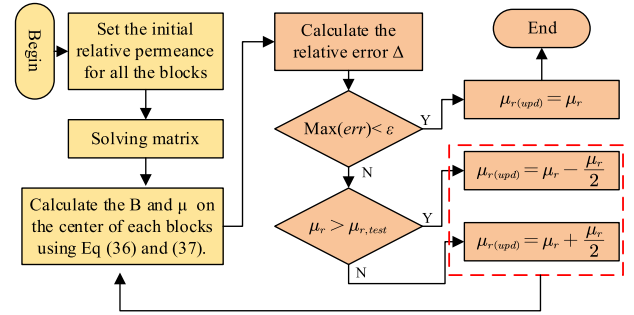 Begin
Set the initial
relative permeance
for all the blocks
Solving matrix
Calculate the B and μ on
the center of each blocks
using Eq (36) and (37).
Calculate the
relative error Δ
Max(err)< ε
Y
N
μr > μr,test
Y
N
End
μr(upd) = μr
μr(upd) = μr − μr/2
μr(upd) = μr + μr/2